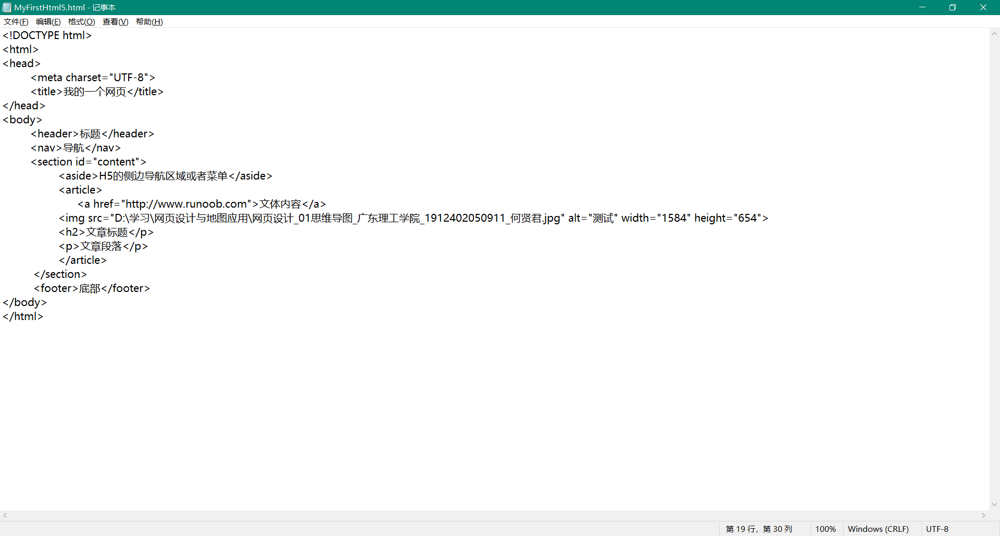 MyFirstHtml5.html - 记事本
文件(F) 编辑(E) 格式(O) 查看(V) 帮助(H)
<!DOCTYPE html>
<html>
<head>
<meta charset="UTF-8">
<title>我的一个网页</title>
</head>
<body>
<header>标题</header>
<nav>导航</nav>
<section id="content">
<aside>H5的侧边导航区域或者菜单</aside>
<article>
<a href="http://www.runoob.com">文体内容</a>
<img src="D:\学习\网页设计与地图应用\网页设计_01思维导图_广东理工学院_1912402050911_何贤君.jpg" alt="测试" width="1584" height="654">
<h2>文章标题</p>
<p>文章段落</p>
</article>
</section>
<footer>底部</footer>
</body>
</html>
第 19 行，第 30 列 100% Windows (CRLF) UTF-8